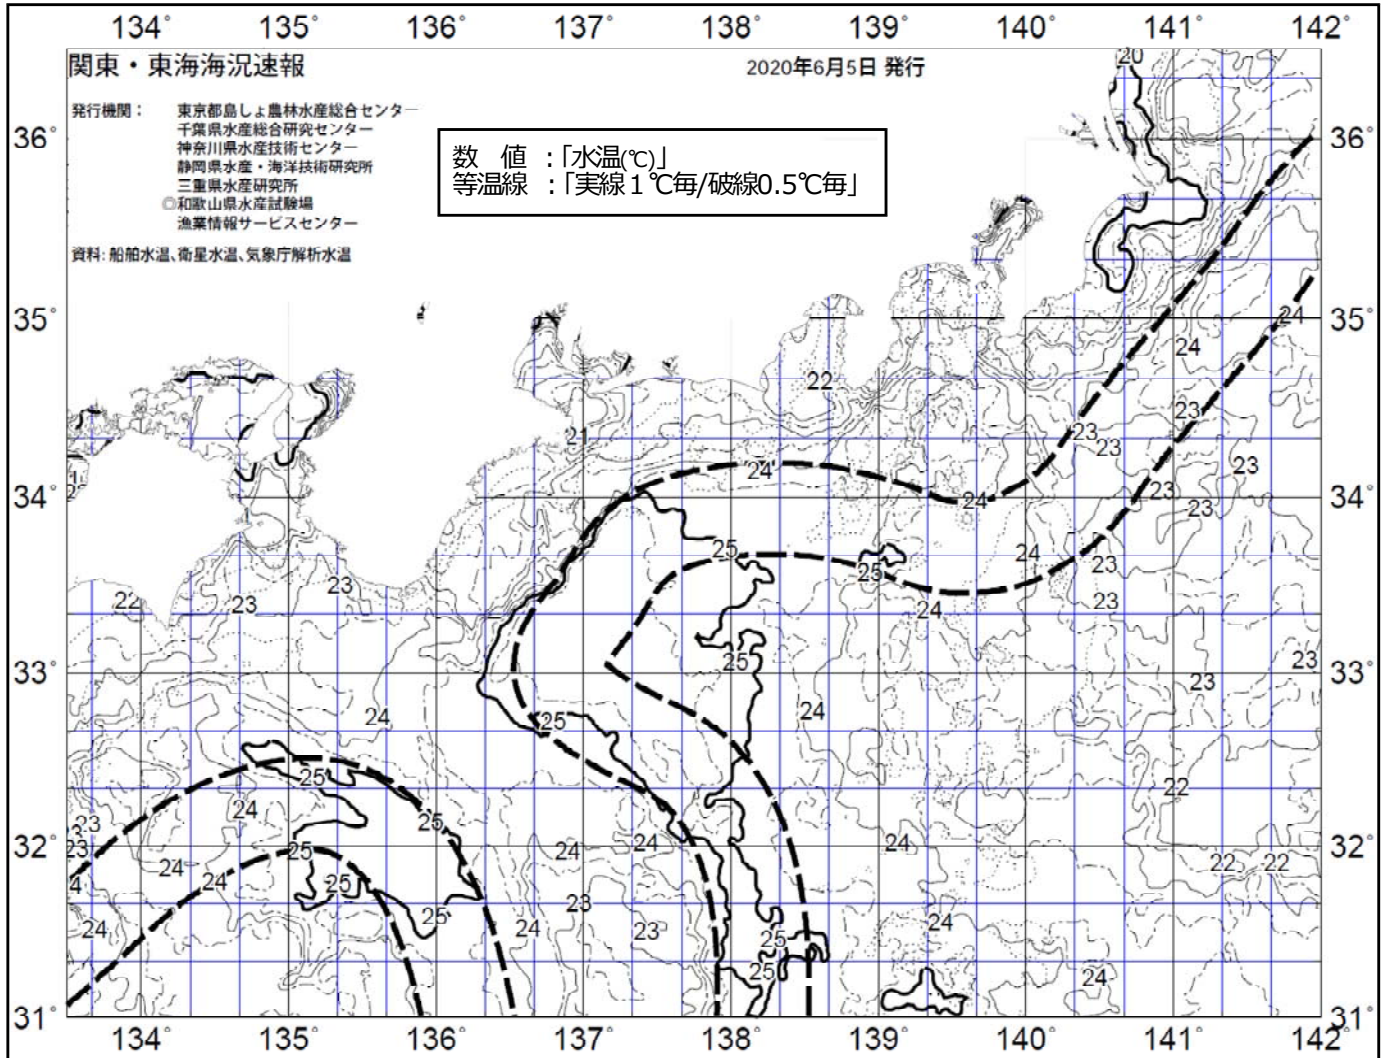 134° 135° 136° 137° 138° 139° 140° 141° 142°
関東・東海海況速報
2020年6月5日 発行
発行機関： 東京都島しょ農林水産総合センター
千葉県水産総合研究センター
神奈川県水産技術センター
静岡県水産・海洋技術研究所
三重県水産研究所
◎和歌山県水産試験場
漁業情報サービスセンター
資料: 船舶水温、衛星水温、気象庁解析水温
数 値 ：「水温(℃)」
等温線 ：「実線１℃毎/破線0.5℃毎」
20
36° 36°
35° 24 35°
24
22
23
21 23 23
24 23
34° 24 23 34°
23
25 24
25 23
22 23 23 24 23
33° 25 23 33°
23
24 25 24
25 22
24 25
23 24 24
32° 23 25 24 22 22 32°
24 24 24 25
25 23
24 24 23 25 24
25 24
31° 31°
134° 135° 136° 137° 138° 139° 140° 141° 142°